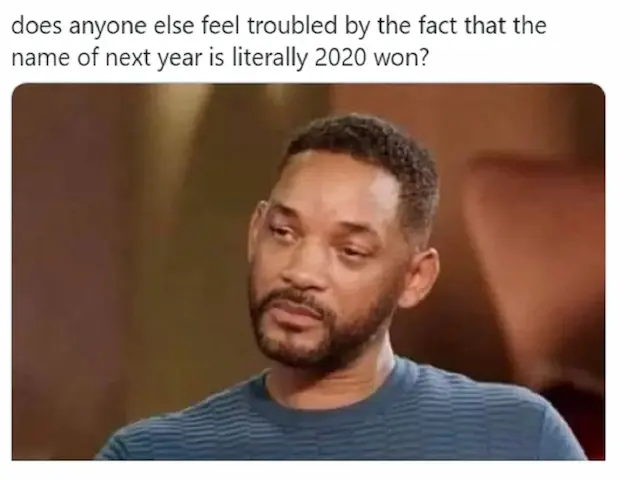 does anyone else feel troubled by the fact that the
name of next year is literally 2020 won?